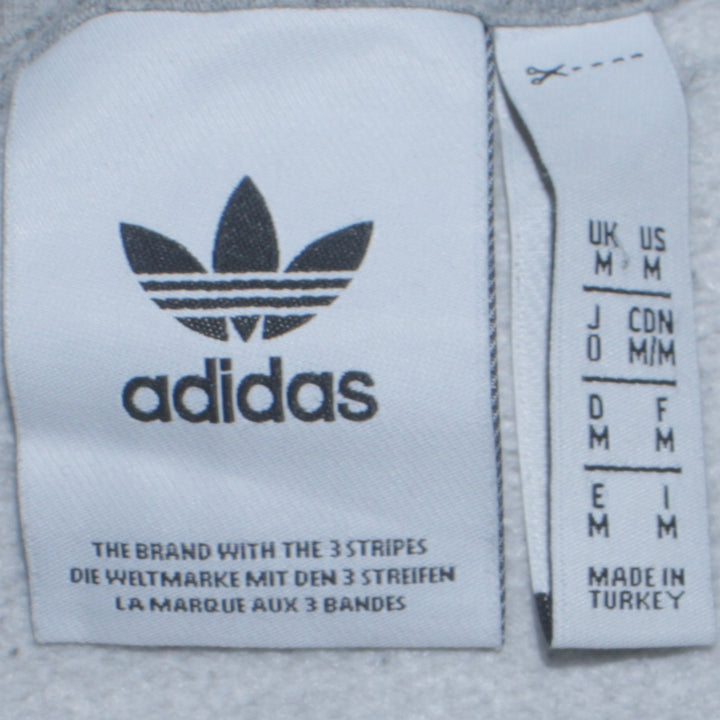 adidas
THE BRAND WITH THE 3 STRIPES
DIE WELTMARKE MIT DEN 3 STREIFEN
LA MARQUE AUX 3 BANDES
UK US
M M
J CDN
O M/M
D F
M M
E I
M M
MADE IN
TURKEY